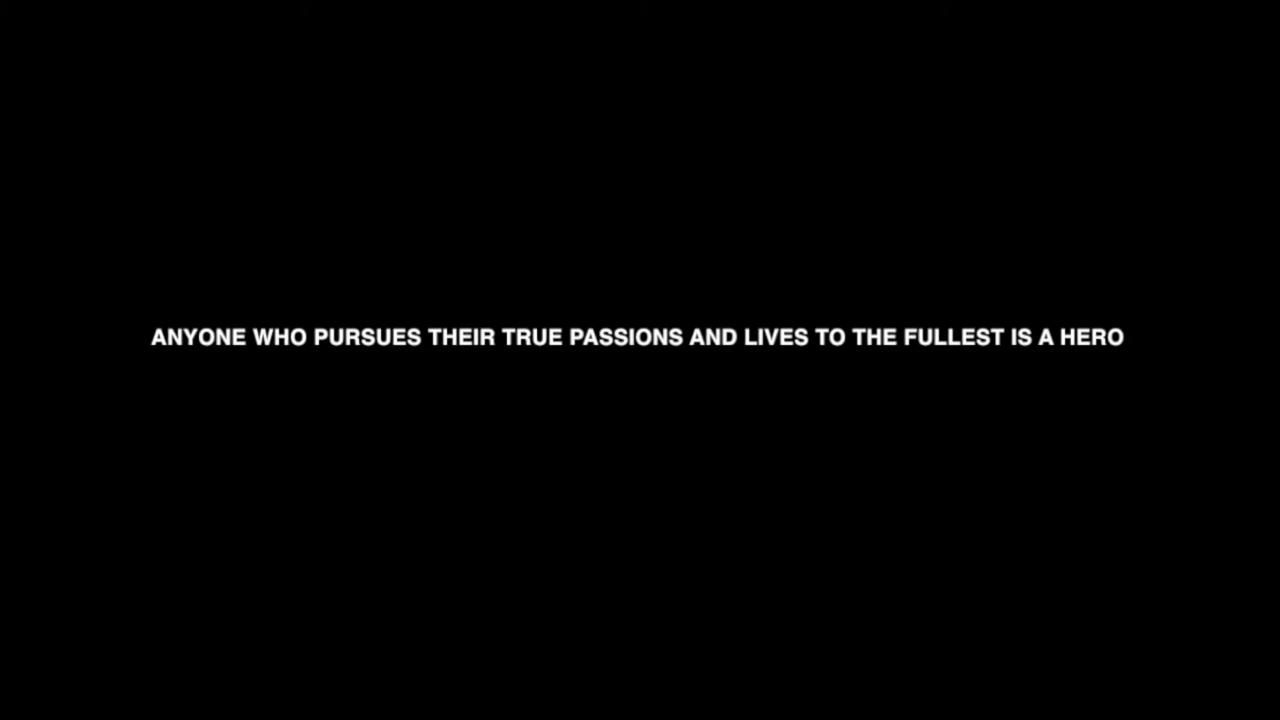 ANYONE WHO PURSUES THEIR TRUE PASSIONS AND LIVES TO THE FULLEST IS A HERO